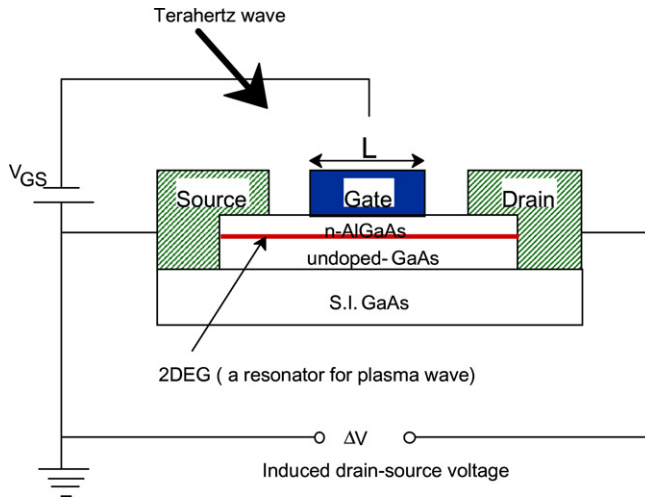 Terahertz wave
L
VGS
Source
Gate
Drain
n-AlGaAs
undoped- GaAs
S.I. GaAs
2DEG ( a resonator for plasma wave)
ΔV
Induced drain-source voltage